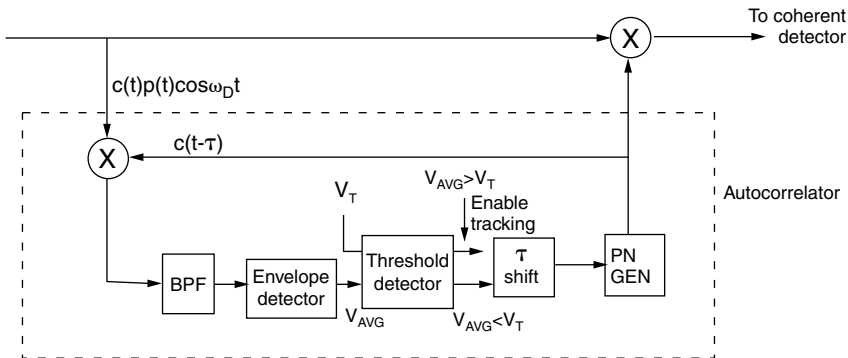 To coherent
detector
X
c(t)p(t)cosω_Dt
c(t-τ)
X
Autocorrelator
V_T
V_AVG>V_T
Enable
tracking
BPF
Envelope
detector
Threshold
detector
τ
shift
PN
GEN
V_AVG
V_AVG<V_T